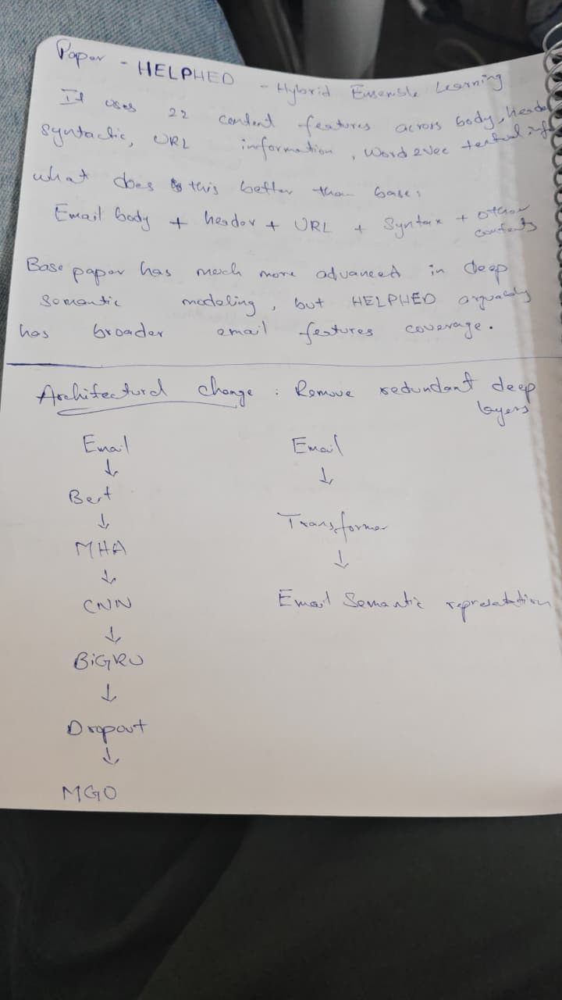 Paper - HELPHED - Hybrid Ensemble Learning
It uses 22 content features across body, heade
syntactic, URL information, Word2Vec textual info
what does this better than base:
Email body + header + URL + Syntax + other contents
Base paper has much more advanced in deep
semantic modeling, but HELPHED arguably
has broader email features coverage.
Architectural change : Remove redundant deep layers
Email
↓
Bert
↓
MHA
↓
CNN
↓
BiGRU
↓
Dropout
↓
MGO
Email
↓
Transformer
↓
Email Semantic representation